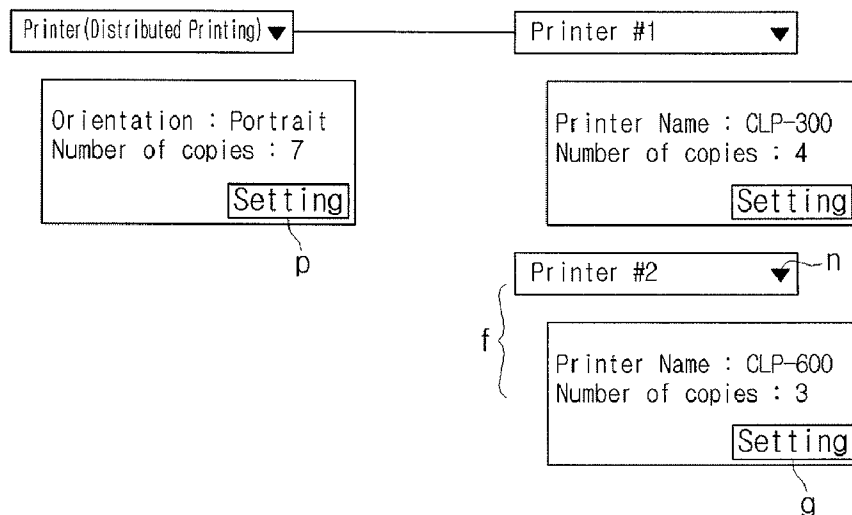 Printer(Distributed Printing) ▼
Printer #1 ▼
Orientation : Portrait
Number of copies : 7
Setting
p
Printer Name : CLP-300
Number of copies : 4
Setting
Printer #2 ▼
n
f
Printer Name : CLP-600
Number of copies : 3
Setting
g